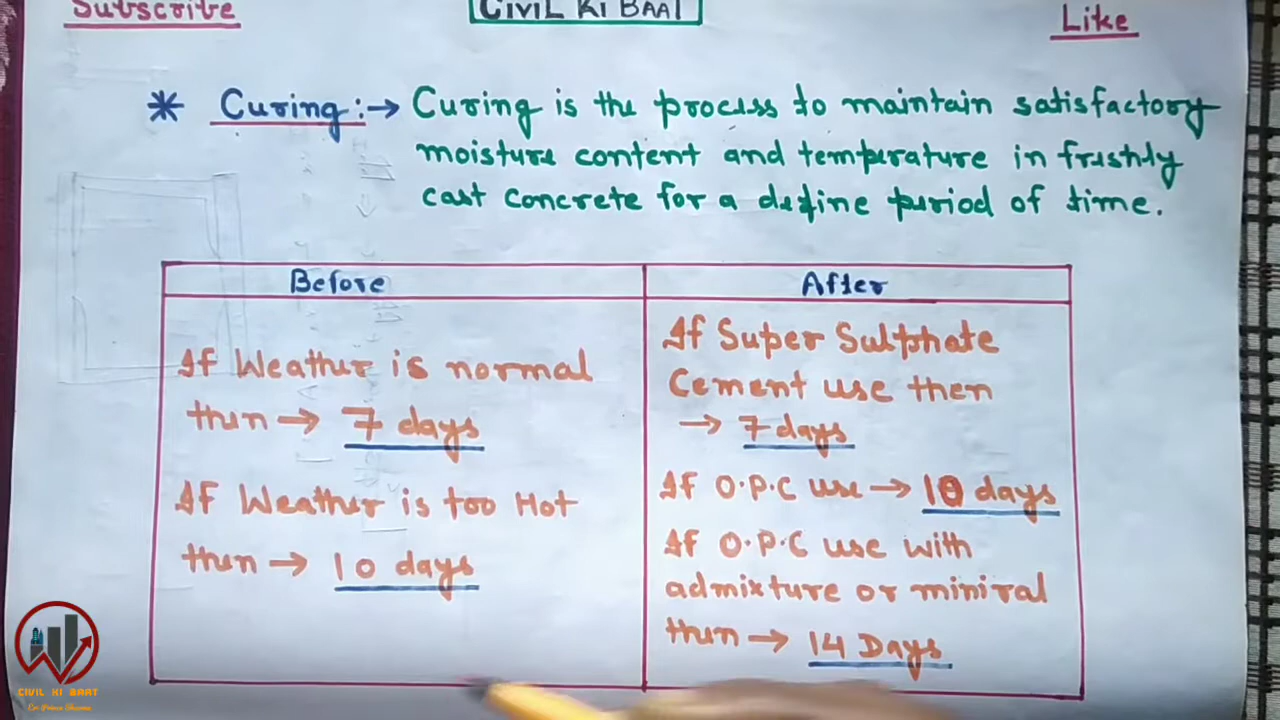 Subscribe
CIVIL KI BAAT
Like
* Curing :→ Curing is the process to maintain satisfactory
moisture content and temperature in freshly
cast concrete for a define period of time.
Before
After
If Weather is normal
then → 7 days
If Weather is too Hot
then → 10 days
If Super Sulphate
Cement use then
→ 7 days
If O.P.C use → 10 days
If O.P.C use with
admixture or miniral
then → 14 Days
CIVIL KI BAAT